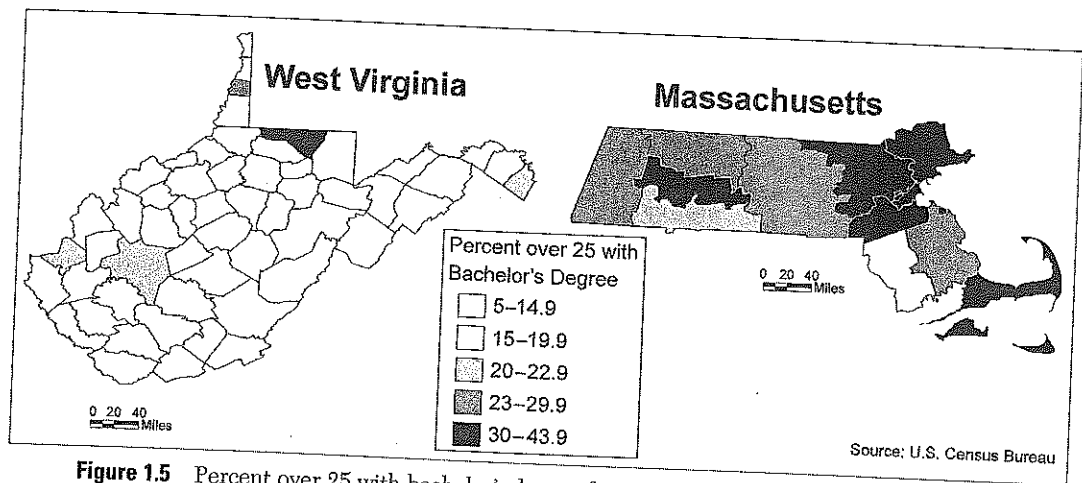 West Virginia
Massachusetts
Percent over 25 with
Bachelor's Degree
5–14.9
15–19.9
20–22.9
23–29.9
30–43.9
0 20 40
Miles
0 20 40
Miles
Source: U.S. Census Bureau
Figure 1.5 Percent over 25 with bachelor's degree